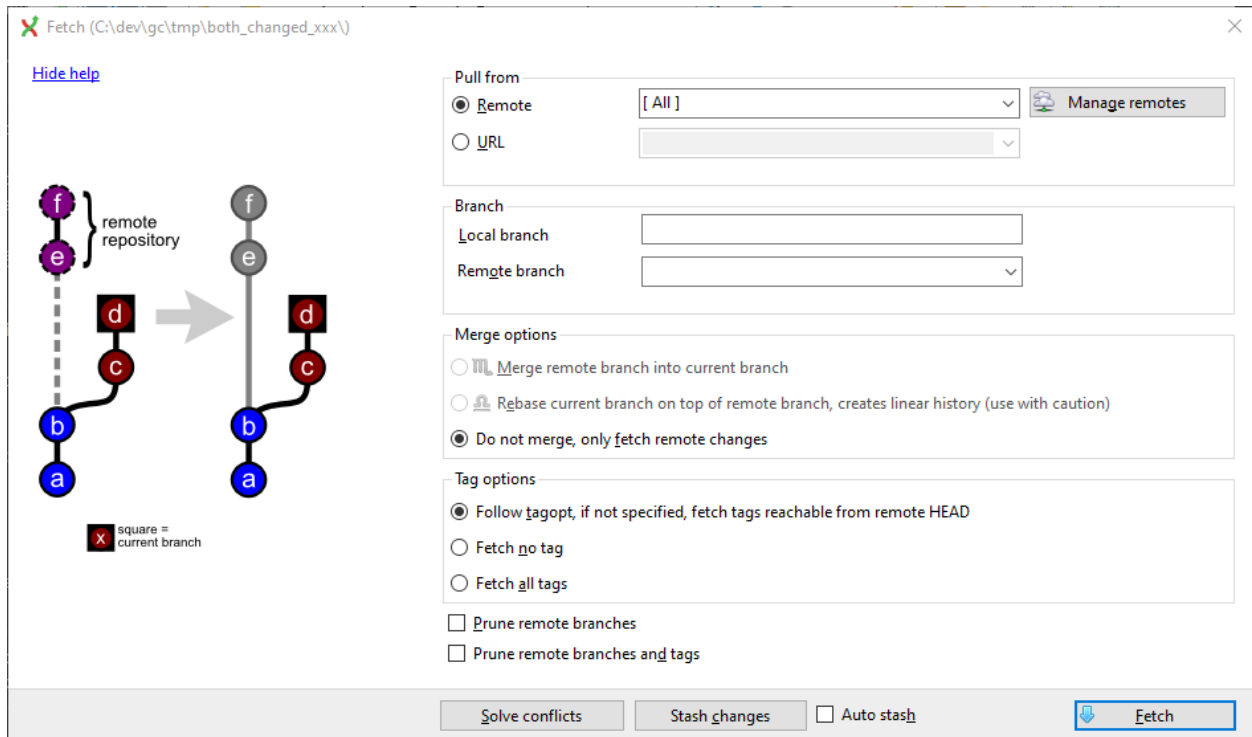 Fetch (C:\dev\gc\tmp\both_changed_xxx\)
Hide help
f
e
remote
repository
d
c
b
a
f
e
d
c
b
a
x
square =
current branch
Pull from
Remote
[ All ]
Manage remotes
URL
Branch
Local branch
Remote branch
Merge options
Merge remote branch into current branch
Rebase current branch on top of remote branch, creates linear history (use with caution)
Do not merge, only fetch remote changes
Tag options
Follow tagopt, if not specified, fetch tags reachable from remote HEAD
Fetch no tag
Fetch all tags
Prune remote branches
Prune remote branches and tags
Solve conflicts
Stash changes
Auto stash
Fetch